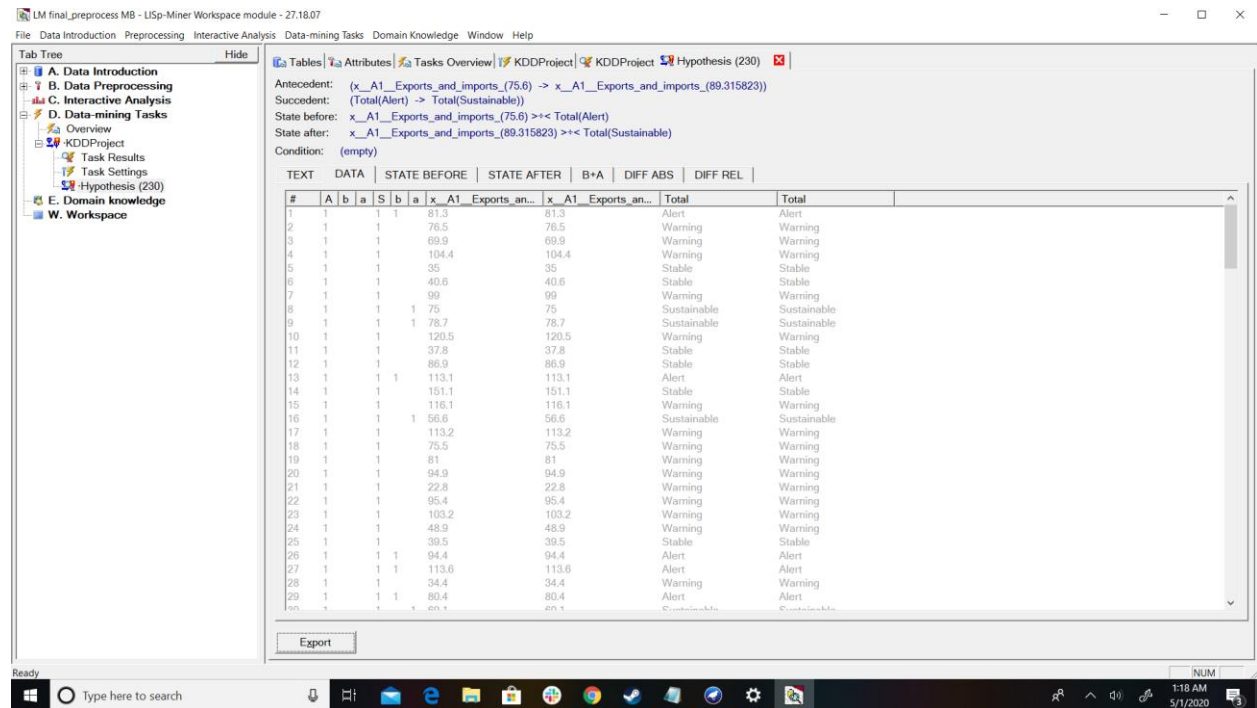 LM final_preprocess MB - LISp-Miner Workspace module - 27.18.07
File Data Introduction Preprocessing Interactive Analysis Data-mining Tasks Domain Knowledge Window Help
Tab Tree Hide
A. Data Introduction
B. Data Preprocessing
C. Interactive Analysis
D. Data-mining Tasks
Overview
KDDProject
Task Results
Task Settings
Hypothesis (230)
E. Domain knowledge
W. Workspace
Tables Attributes Tasks Overview KDDProject KDDProject Hypothesis (230)
Antecedent: (x__A1__Exports_and_imports_(75.6) -> x__A1__Exports_and_imports_(89.315823))
Succedent: (Total(Alert) -> Total(Sustainable))
State before: x__A1__Exports_and_imports_(75.6) >÷< Total(Alert)
State after: x__A1__Exports_and_imports_(89.315823) >÷< Total(Sustainable)
Condition: (empty)
TEXT DATA STATE BEFORE STATE AFTER B+A DIFF ABS DIFF REL
# A b a S b a x__A1__Exports_an... x__A1__Exports_an... Total Total
1 1 1 1 81.3 81.3 Alert Alert
2 1 1 76.5 76.5 Warning Warning
3 1 1 69.9 69.9 Warning Warning
4 1 1 104.4 104.4 Warning Warning
5 1 1 35 35 Stable Stable
6 1 1 40.6 40.6 Stable Stable
7 1 1 99 99 Warning Warning
8 1 1 1 75 75 Sustainable Sustainable
9 1 1 1 78.7 78.7 Sustainable Sustainable
10 1 1 120.5 120.5 Warning Warning
11 1 1 37.8 37.8 Stable Stable
12 1 1 86.9 86.9 Stable Stable
13 1 1 1 113.1 113.1 Alert Alert
14 1 1 151.1 151.1 Stable Stable
15 1 1 116.1 116.1 Warning Warning
16 1 1 1 56.6 56.6 Sustainable Sustainable
17 1 1 113.2 113.2 Warning Warning
18 1 1 75.5 75.5 Warning Warning
19 1 1 81 81 Warning Warning
20 1 1 94.9 94.9 Warning Warning
21 1 1 22.8 22.8 Warning Warning
22 1 1 95.4 95.4 Warning Warning
23 1 1 103.2 103.2 Warning Warning
24 1 1 48.9 48.9 Warning Warning
25 1 1 39.5 39.5 Stable Stable
26 1 1 1 94.4 94.4 Alert Alert
27 1 1 1 113.6 113.6 Alert Alert
28 1 1 34.4 34.4 Warning Warning
29 1 1 1 80.4 80.4 Alert Alert
Export
Ready NUM
Type here to search
1:18 AM
5/1/2020
3